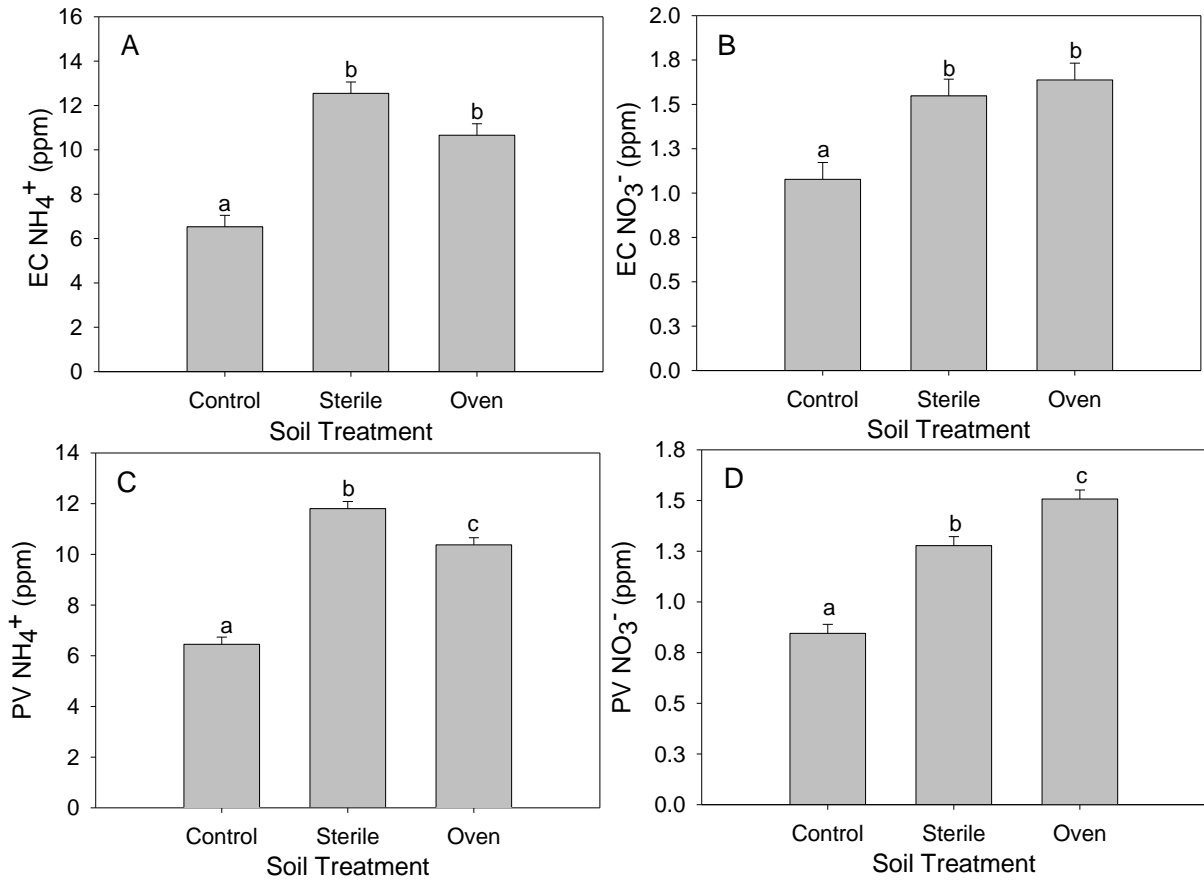 A
EC NH4+ (ppm)
16
14
12
10
8
6
4
2
0
a
b
b
Control Sterile Oven
Soil Treatment
B
EC NO3- (ppm)
2.0
1.8
1.5
1.3
1.0
0.8
0.5
0.3
0.0
a
b
b
Control Sterile Oven
Soil Treatment
C
PV NH4+ (ppm)
14
12
10
8
6
4
2
0
a
b
c
Control Sterile Oven
Soil Treatment
D
PV NO3- (ppm)
1.8
1.5
1.3
1.0
0.8
0.5
0.3
0.0
a
b
c
Control Sterile Oven
Soil Treatment